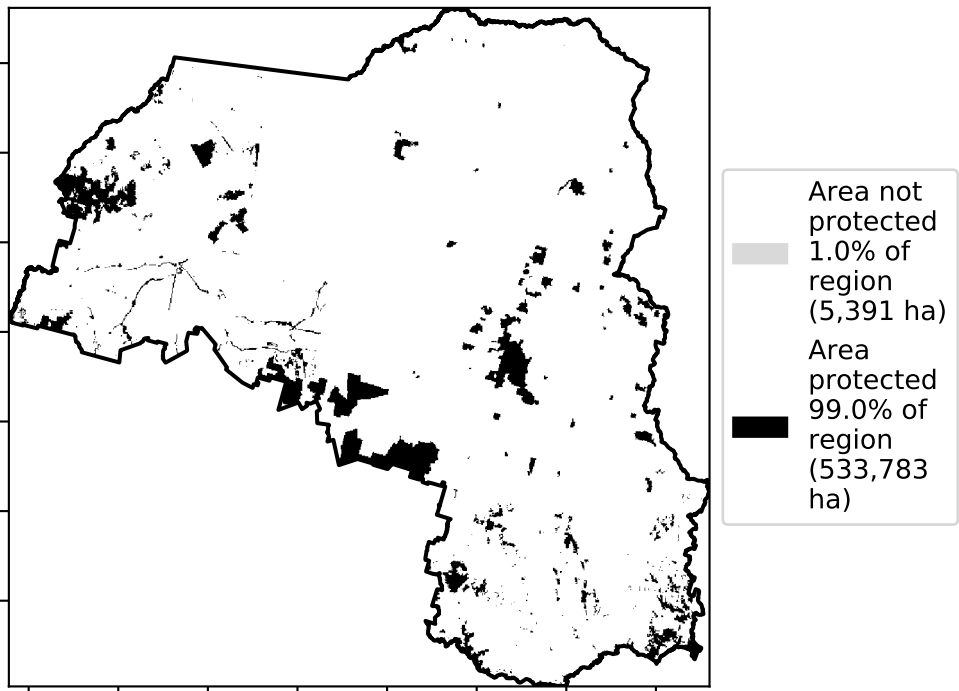 Area not
protected
1.0% of
region
(5,391 ha)
Area
protected
99.0% of
region
(533,783
ha)